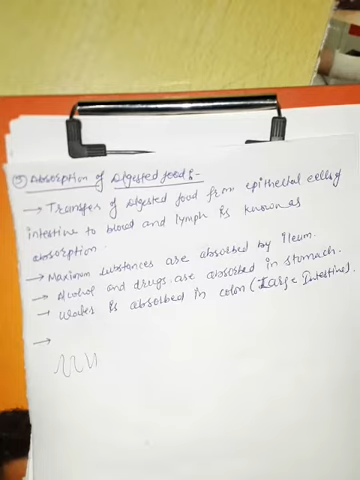 ⑤ Absorption of Digested food :-
→ Transfer of digested food from epithelial cells of
intestine to blood and lymph is known as
absorption.
→ Maximum substances are absorbed by ileum.
→ Alcohol and drugs are absorbed in stomach.
→ Water is absorbed in colon (Large Intestine).
→